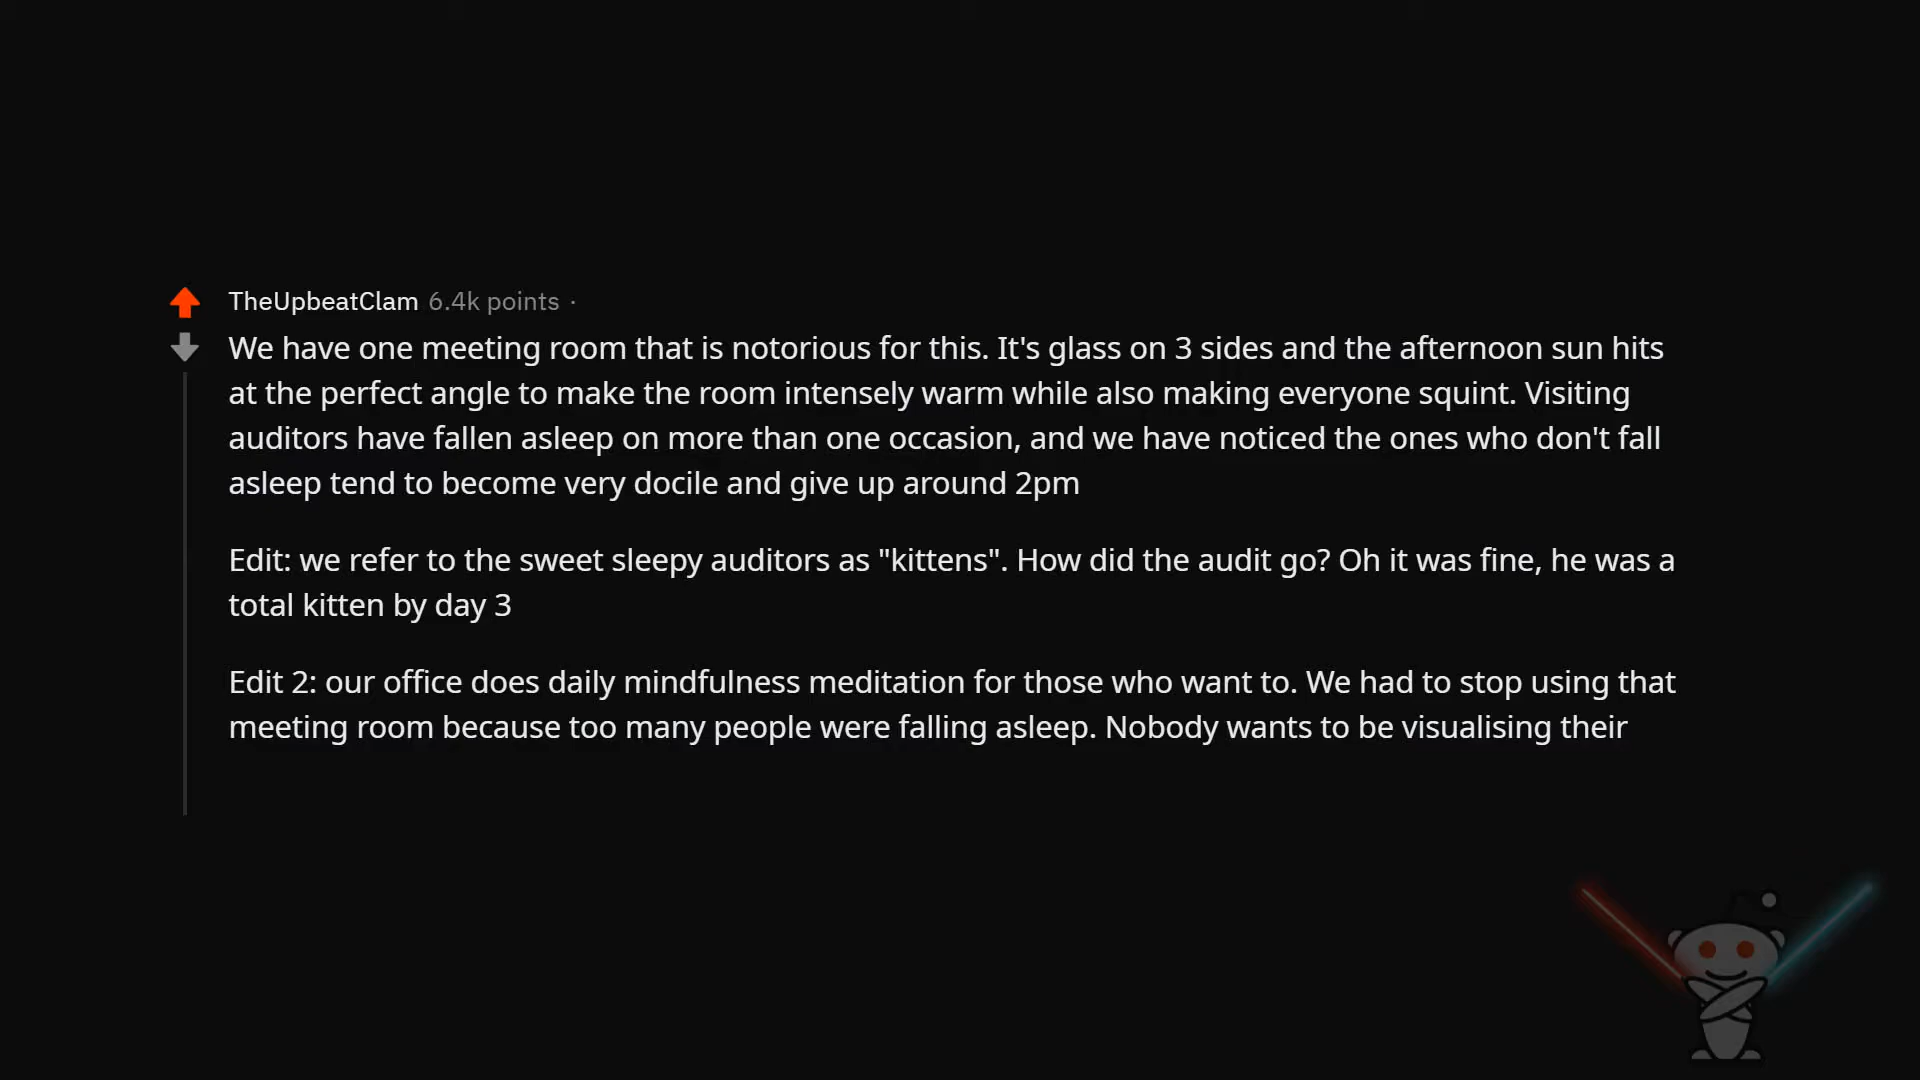 TheUpbeatClam 6.4k points ·
We have one meeting room that is notorious for this. It's glass on 3 sides and the afternoon sun hits
at the perfect angle to make the room intensely warm while also making everyone squint. Visiting
auditors have fallen asleep on more than one occasion, and we have noticed the ones who don't fall
asleep tend to become very docile and give up around 2pm
Edit: we refer to the sweet sleepy auditors as "kittens". How did the audit go? Oh it was fine, he was a
total kitten by day 3
Edit 2: our office does daily mindfulness meditation for those who want to. We had to stop using that
meeting room because too many people were falling asleep. Nobody wants to be visualising their